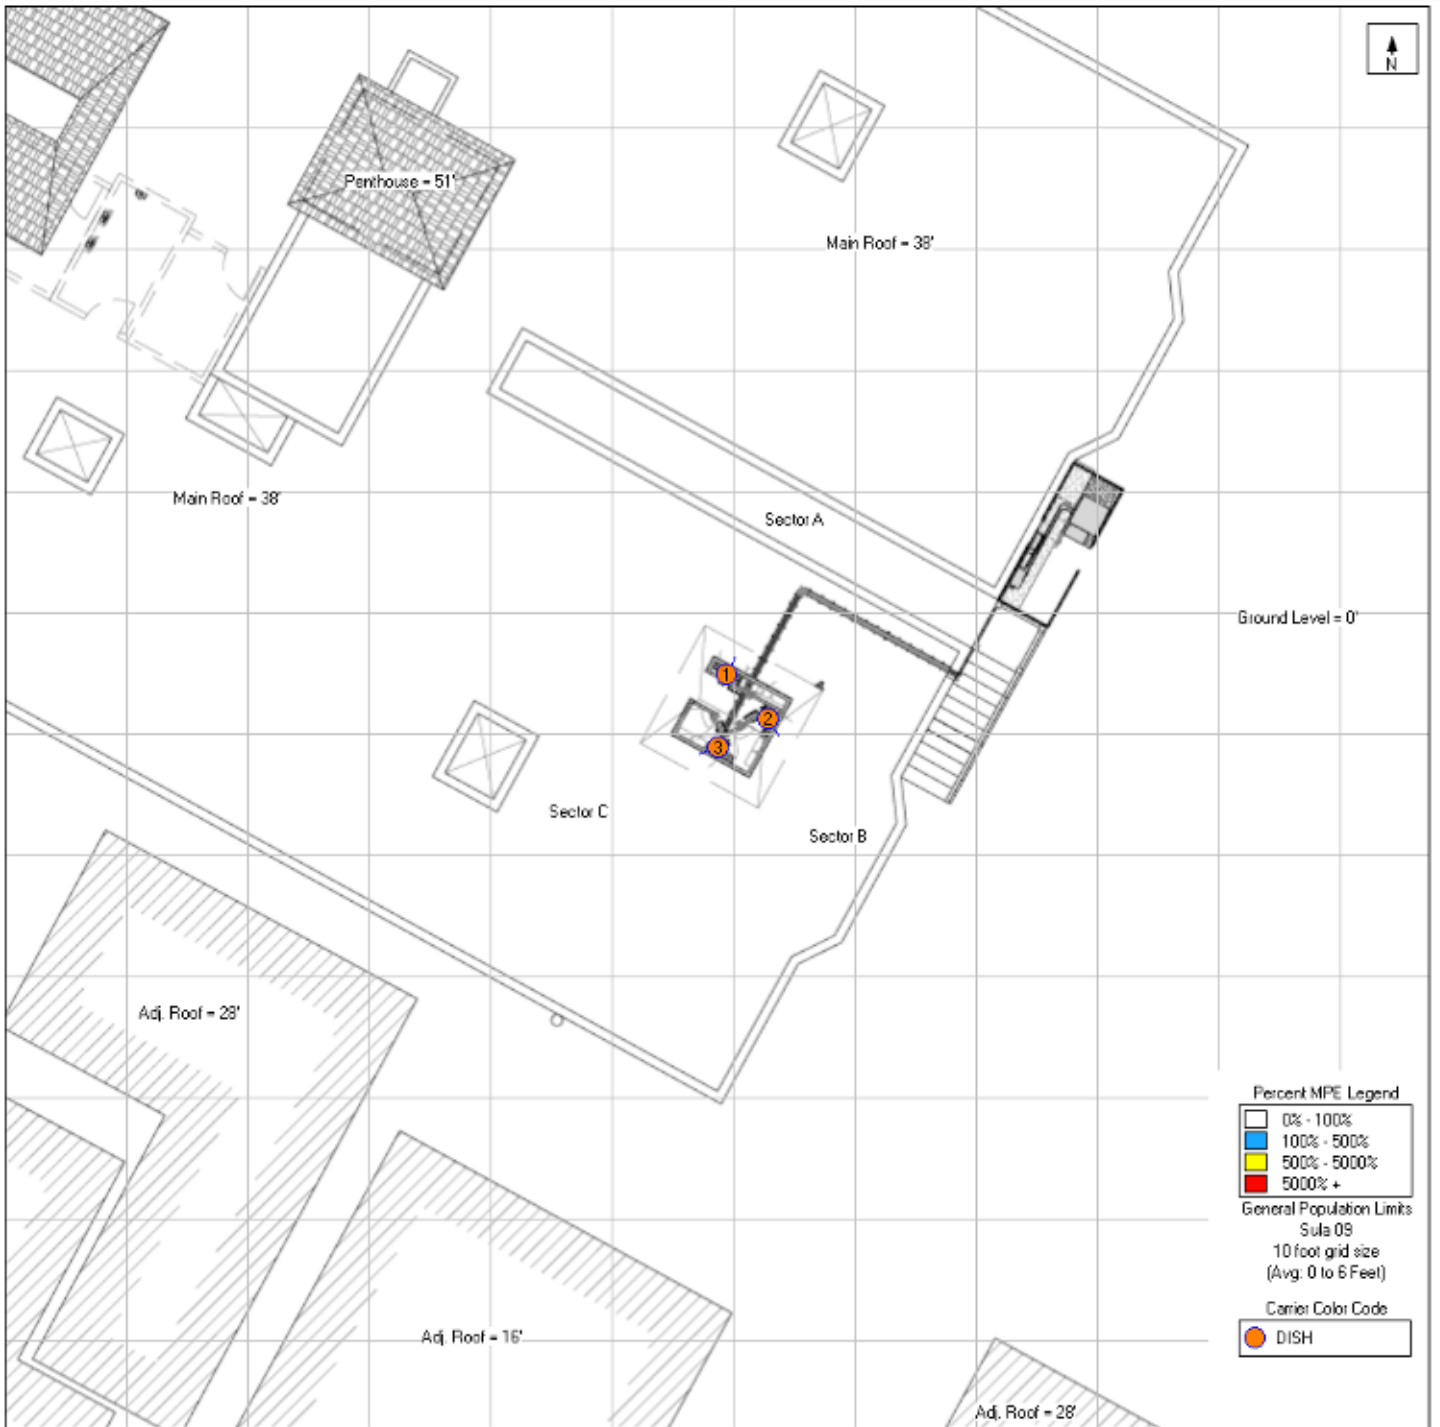 N
Penthouse = 51'
Main Roof = 38'
Main Roof = 38'
Sector A
Ground Level = 0'
1
2
3
Sector C
Sector B
Adj. Roof = 28'
Percent MPE Legend
0% - 100%
100% - 500%
500% - 5000%
5000% +
General Population Limits
Sula 09
10 foot grid size
(Avg: 0 to 6 Feet)
Carrier Color Code
DISH
Adj. Roof = 16'
Adj. Roof = 28'